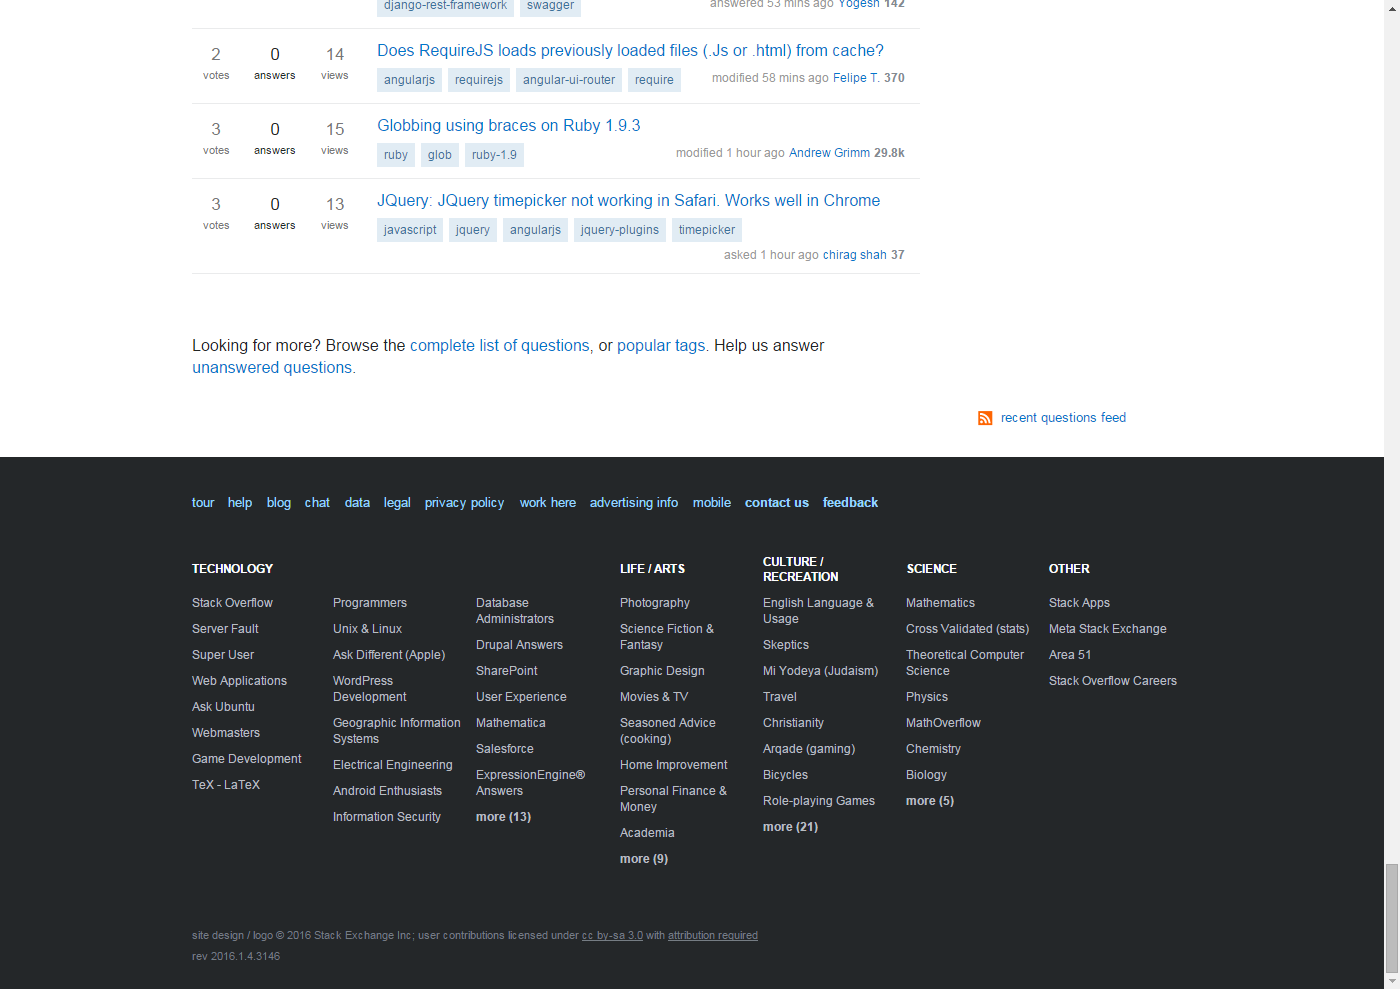 django-rest-framework swagger answered 53 mins ago Yogesh 142
2 0 14 Does RequireJS loads previously loaded files (.Js or .html) from cache?
votes answers views angularjs requirejs angular-ui-router require modified 58 mins ago Felipe T. 370
3 0 15 Globbing using braces on Ruby 1.9.3
votes answers views ruby glob ruby-1.9 modified 1 hour ago Andrew Grimm 29.8k
3 0 13 JQuery: JQuery timepicker not working in Safari. Works well in Chrome
votes answers views javascript jquery angularjs jquery-plugins timepicker
asked 1 hour ago chirag shah 37
Looking for more? Browse the complete list of questions, or popular tags. Help us answer
unanswered questions.
recent questions feed
tour help blog chat data legal privacy policy work here advertising info mobile contact us feedback
TECHNOLOGY
Stack Overflow
Server Fault
Super User
Web Applications
Ask Ubuntu
Webmasters
Game Development
TeX - LaTeX
Programmers
Unix & Linux
Ask Different (Apple)
WordPress
Development
Geographic Information
Systems
Electrical Engineering
Android Enthusiasts
Information Security
Database
Administrators
Drupal Answers
SharePoint
User Experience
Mathematica
Salesforce
ExpressionEngine®
Answers
more (13)
LIFE / ARTS
Photography
Science Fiction &
Fantasy
Graphic Design
Movies & TV
Seasoned Advice
(cooking)
Home Improvement
Personal Finance &
Money
Academia
more (9)
CULTURE /
RECREATION
English Language &
Usage
Skeptics
Mi Yodeya (Judaism)
Travel
Christianity
Arqade (gaming)
Bicycles
Role-playing Games
more (21)
SCIENCE
Mathematics
Cross Validated (stats)
Theoretical Computer
Science
Physics
MathOverflow
Chemistry
Biology
more (5)
OTHER
Stack Apps
Meta Stack Exchange
Area 51
Stack Overflow Careers
site design / logo © 2016 Stack Exchange Inc; user contributions licensed under cc by-sa 3.0 with attribution required
rev 2016.1.4.3146